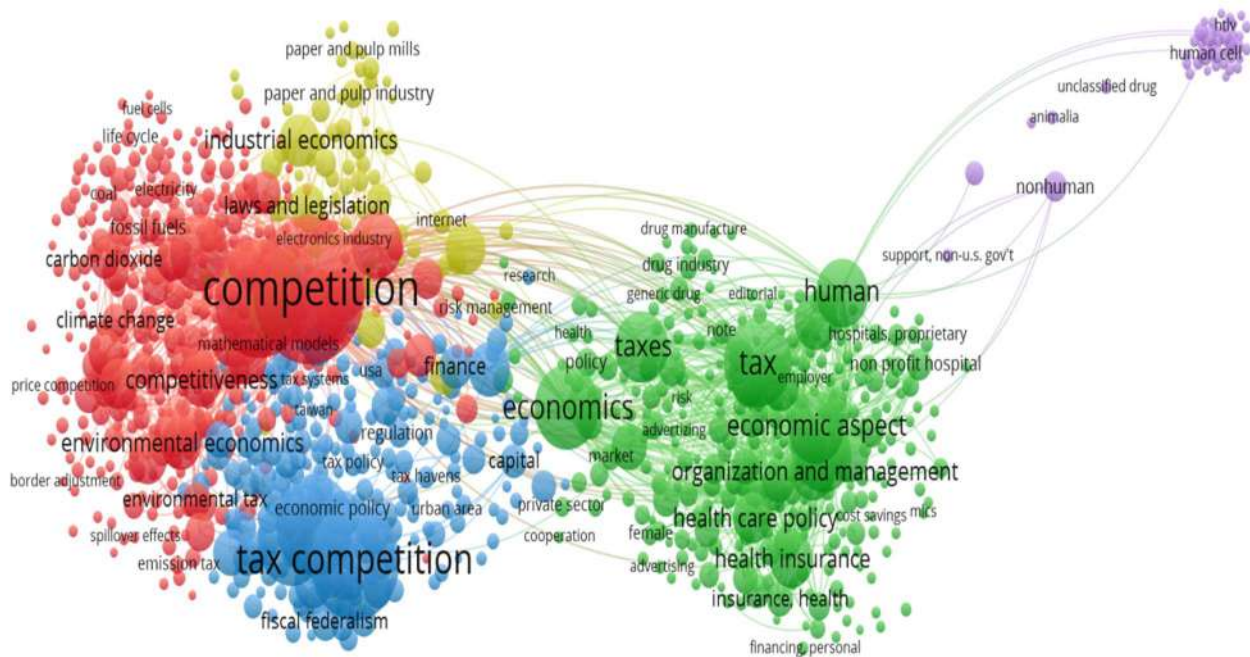 htlv
human cell
unclassified drug
animalia
nonhuman
support, non-u.s. gov't
paper and pulp mills
paper and pulp industry
industrial economics
fuel cells
life cycle
coal
electricity
laws and legislation
internet
fossil fuels
electronics industry
carbon dioxide
competition
research
risk management
climate change
mathematical models
usa
finance
price competition
competitiveness
tax systems
taiwan
environmental economics
regulation
tax policy
tax havens
capital
border adjustment
environmental tax
economic policy
urban area
private sector
spillover effects
emission tax
tax competition
cooperation
fiscal federalism
drug manufacture
drug industry
generic drug
editorial
human
health
note
hospitals, proprietary
policy
taxes
tax
employer
non profit hospital
economics
risk
advertizing
economic aspect
market
organization and management
female
health care policy
cost savings
mics
advertising
health insurance
insurance, health
financing, personal